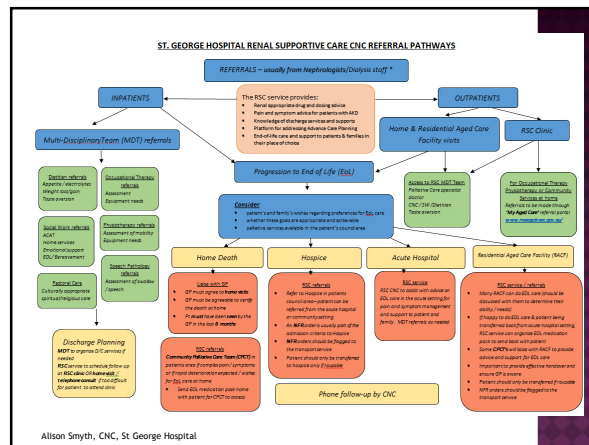 ST. GEORGE HOSPITAL RENAL SUPPORTIVE CARE CNC REFERRAL PATHWAYS
REFERRALS – usually from Nephrologists/Dialysis staff *
INPATIENTS
The RSC service provides:
• Renal appropriate drug and dosing advice
• Pain and symptom advice for patients with AKD
• Knowledge of discharge services and supports
• Platform for addressing Advance Care Planning
• End-of-life care and support to patients & families in
their place of choice
OUTPATIENTS
Multi-DisciplinaryTeam (MDT) referrals
Home & Residential Aged Care
Facility visits
RSC Clinic
Progression to End of Life (EoL)
Dietitian referrals
Appetite / electrolytes
Weight loss/gain
Taste aversion
Occupational Therapy
referrals
Assessment
Equipment needs
Social Work referrals
ACAT
Home services
Emotional support
EOL/ Bereavement
Physiotherapy referrals
Assessment of mobility
Equipment needs
Pastoral Care
Culturally appropriate
spiritual/religious care
Speech Pathology
referrals
Assessment of swallow
/ speech
Discharge Planning
MDT to organise D/C services if
needed
RSC service to schedule follow up
at RSC clinic OR home visit /
telephone consult if too difficult
for patient to attend clinic
Consider:
• patient's and family's wishes regarding preferences for EoL care
whether these goals are appropriate and achievable
• palliative services available in the patient's council area
Access to RSC MDT Team
Palliative Care specialist
doctor
CNC / SW /Dietitian
Taste aversion
For Occupational Therapy
Physiotherapy or Community
Services at home
Referrals to be made through
'My Aged Care' referral portal
www.myagedcare.gov.au/
Home Death
Hospice
Acute Hospital
Residential Aged Care Facility (RACF)
Liaise with GP
• GP must agree to home visits
• GP must be agreeable to verify
the death at home
• Pt must have been seen by the
GP in the last 6 months
RSC referrals
Community Palliative Care Team (CPCT) in
patients area if complex pain / symptoms
or if rapid deterioration expected / wishes
for EoL care at home
• Send EOL medication pack home
with patient for CPCT to access
RSC referrals
• Refer to Hospice in patients
council area—patient can be
referred from the acute hospital
or community setting
• An NFR order is usually part of the
admission criteria to Hospice
• NFR orders should be flagged
to the transport service
• Patient should only be transferred
to hospice only if rousable
RSC service
RSC CNC to assist with advice on
EOL care in the acute setting for
pain and symptom management
and support to patient and
family. MDT referrals as needed
RSC service / referrals
• Many RACF can do EOL care (should be
discussed with them to determine their
ability / needs)
• If happy to do EOL care & patient being
transferred back from acute hospital setting,
RSC service can organise EOL medication
pack to send back with patient
• Some CPCT's will liaise with RACF to provide
advice and support for EOL care
• Important to provide effective handover and
ensure GP is aware
• Patient should only be transferred if rousable
• NFR orders should be flagged to the
transport service
Phone follow-up by CNC
Alison Smyth, CNC, St George Hospital